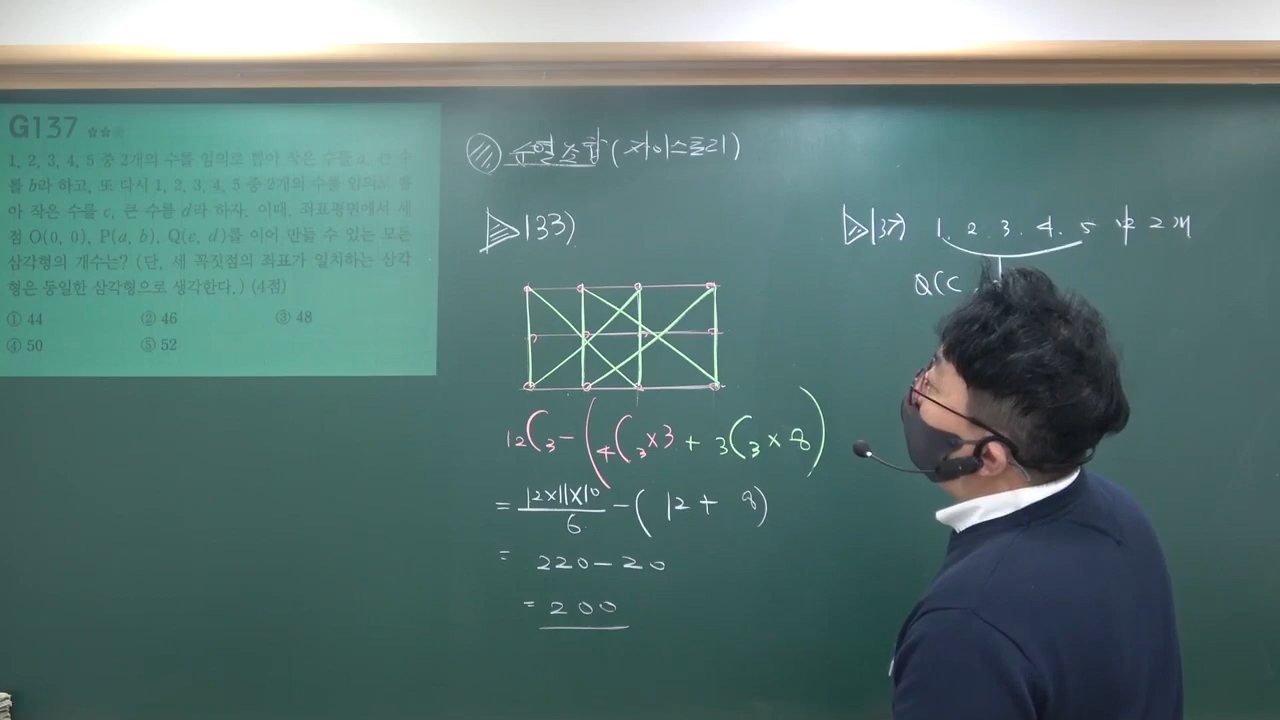 G137
1, 2, 3, 4, 5 중 2개의 수를 임의로 뽑아 작은 수를 a, 큰 수
를 b라 하고, 또 다시 1, 2, 3, 4, 5 중 2개의 수를 임의로 뽑
아 작은 수를 c, 큰 수를 d라 하자. 이때, 좌표평면에서 세
점 O(0, 0), P(a, b), Q(c, d)를 이어 만들 수 있는 모든
삼각형의 개수는? (단, 세 꼭짓점의 좌표가 일치하는 삼각
형은 동일한 삼각형으로 생각한다.) (4점)
① 44 ② 46 ③ 48
④ 50 ⑤ 52
순열조합 (자이스토리)
133)
12C3 - (4C3×3 + 3C3×8)
= 12×11×10/6 - (12 + 8)
= 220 - 20
= 200
137) 1. 2. 3. 4. 5 中 2개
Q(c